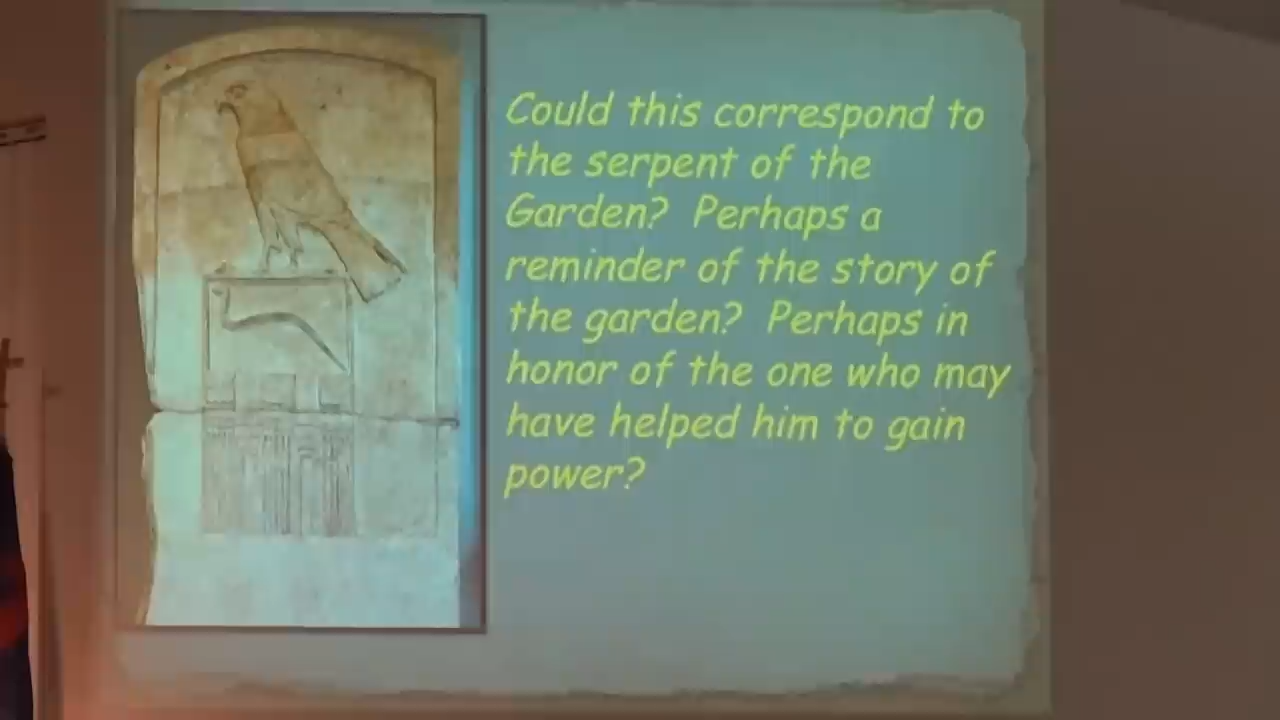 Could this correspond to
the serpent of the
Garden? Perhaps a
reminder of the story of
the garden? Perhaps in
honor of the one who may
have helped him to gain
power?